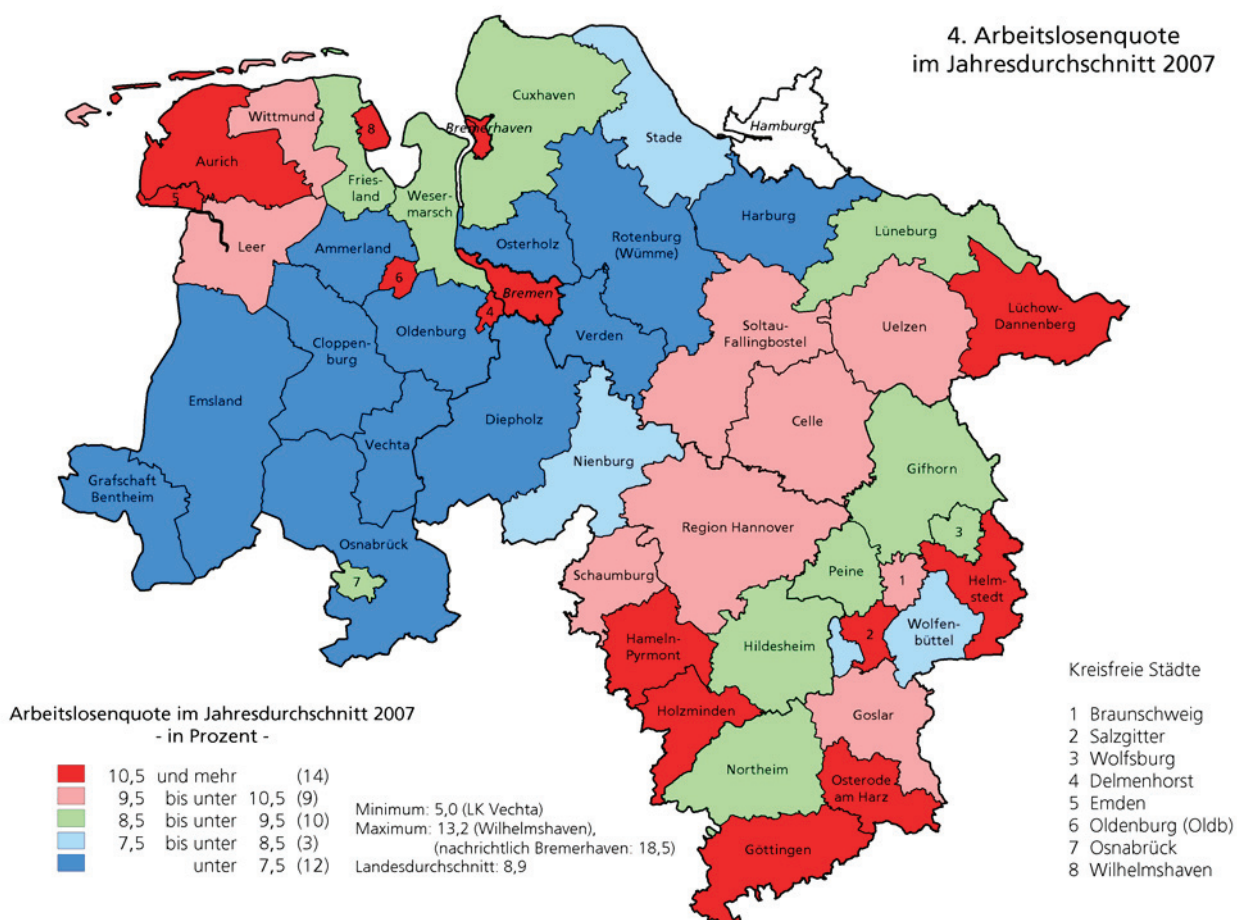 4. Arbeitslosenquote
im Jahresdurchschnitt 2007
Cuxhaven
Wittmund
8
Bremerhaven
Stade
Hamburg
Aurich
Fries-
land
Weser-
marsch
5
Harburg
Lüneburg
Leer
Ammerland
Osterholz
Rotenburg
(Wümme)
6
Bremen
4
Lüchow-
Dannenberg
Oldenburg
Verden
Soltau-
Fallingbostel
Uelzen
Cloppen-
burg
Emsland
Diepholz
Celle
Vechta
Nienburg
Gifhorn
Grafschaft
Bentheim
Region Hannover
Osnabrück
3
7
Schaumburg
Peine
1
Helm-
stedt
Hameln-
Pyrmont
Hildesheim
2
Wolfen-
büttel
Holzminden
Goslar
Northeim
Osterode
am Harz
Göttingen
Arbeitslosenquote im Jahresdurchschnitt 2007
- in Prozent -
10,5 und mehr (14)
9,5 bis unter 10,5 (9)
8,5 bis unter 9,5 (10)
7,5 bis unter 8,5 (3)
unter 7,5 (12)
Minimum: 5,0 (LK Vechta)
Maximum: 13,2 (Wilhelmshaven),
(nachrichtlich Bremerhaven: 18,5)
Landesdurchschnitt: 8,9
Kreisfreie Städte
1 Braunschweig
2 Salzgitter
3 Wolfsburg
4 Delmenhorst
5 Emden
6 Oldenburg (Oldb)
7 Osnabrück
8 Wilhelmshaven